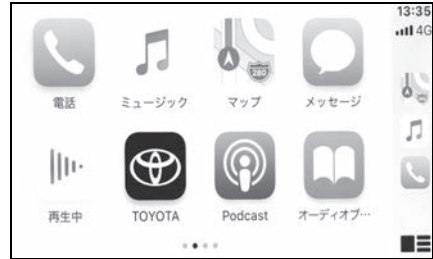 13:35
4G
電話
ミュージック
マップ
メッセージ
280
再生中
TOYOTA
Podcast
オーディオブ…